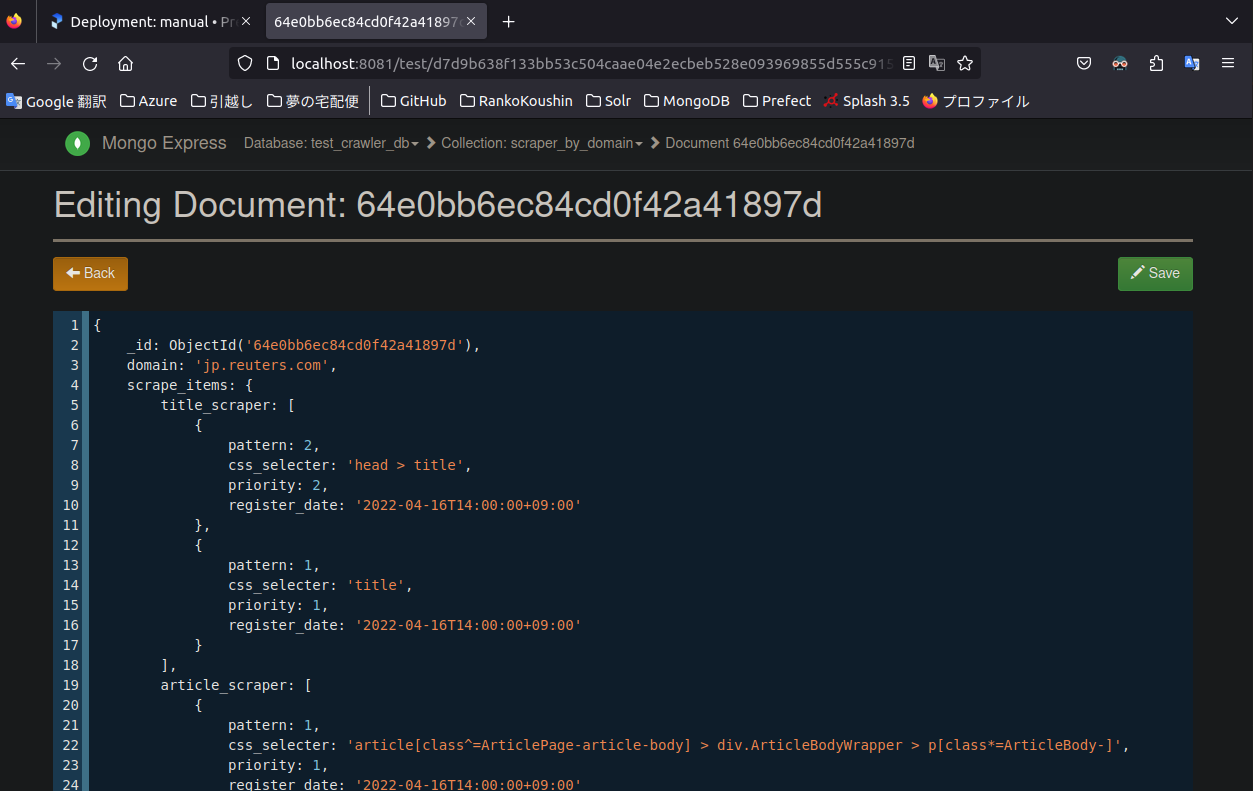 Deployment: manual • Pr
64e0bb6ec84cd0f42a41897
localhost:8081/test/d7d9b638f133bb53c504caae04e2ecbeb528e093969855d555c915
Google 翻訳 Azure 引越し 夢の宅配便 GitHub RankoKoushin Solr MongoDB Prefect Splash 3.5 プロファイル
Mongo Express Database: test_crawler_db Collection: scraper_by_domain Document 64e0bb6ec84cd0f42a41897d
Editing Document: 64e0bb6ec84cd0f42a41897d
Back Save
1 {
2 _id: ObjectId('64e0bb6ec84cd0f42a41897d'),
3 domain: 'jp.reuters.com',
4 scrape_items: {
5 title_scraper: [
6 {
7 pattern: 2,
8 css_selecter: 'head > title',
9 priority: 2,
10 register_date: '2022-04-16T14:00:00+09:00'
11 },
12 {
13 pattern: 1,
14 css_selecter: 'title',
15 priority: 1,
16 register_date: '2022-04-16T14:00:00+09:00'
17 }
18 ],
19 article_scraper: [
20 {
21 pattern: 1,
22 css_selecter: 'article[class^=ArticlePage-article-body] > div.ArticleBodyWrapper > p[class*=ArticleBody-]',
23 priority: 1,
24 register_date: '2022-04-16T14:00:00+09:00'